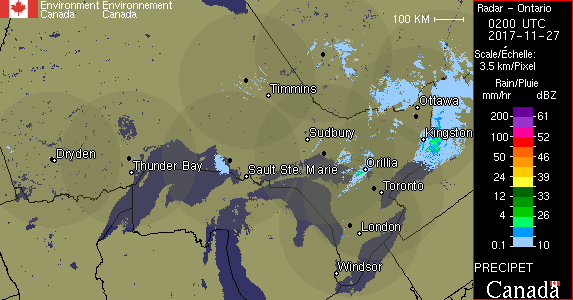 Environment Environnement
Canada Canada
100 KM
Timmins
Ottawa
Kingston
Sudbury
Dryden
Thunder Bay
Sault Ste. Marie
Orillia
Toronto
London
Windsor
Radar - Ontario
0200 UTC
2017-11-27
Scale/Échelle:
3.5 km/Pixel
Rain/Pluie
mm/hr dBZ
200 61
100 52
50 46
24 39
12 33
4 26
0.1 10
PRECIPET
Canada